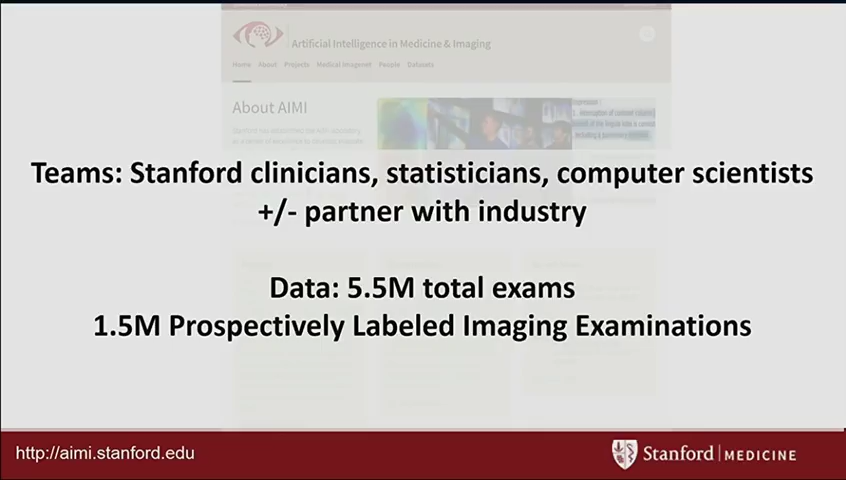 Artificial Intelligence in Medicine & Imaging
Home About Projects Medical ImageNet People Datasets
About AIMI
Teams: Stanford clinicians, statisticians, computer scientists
+/- partner with industry
Data: 5.5M total exams
1.5M Prospectively Labeled Imaging Examinations
http://aimi.stanford.edu
Stanford MEDICINE